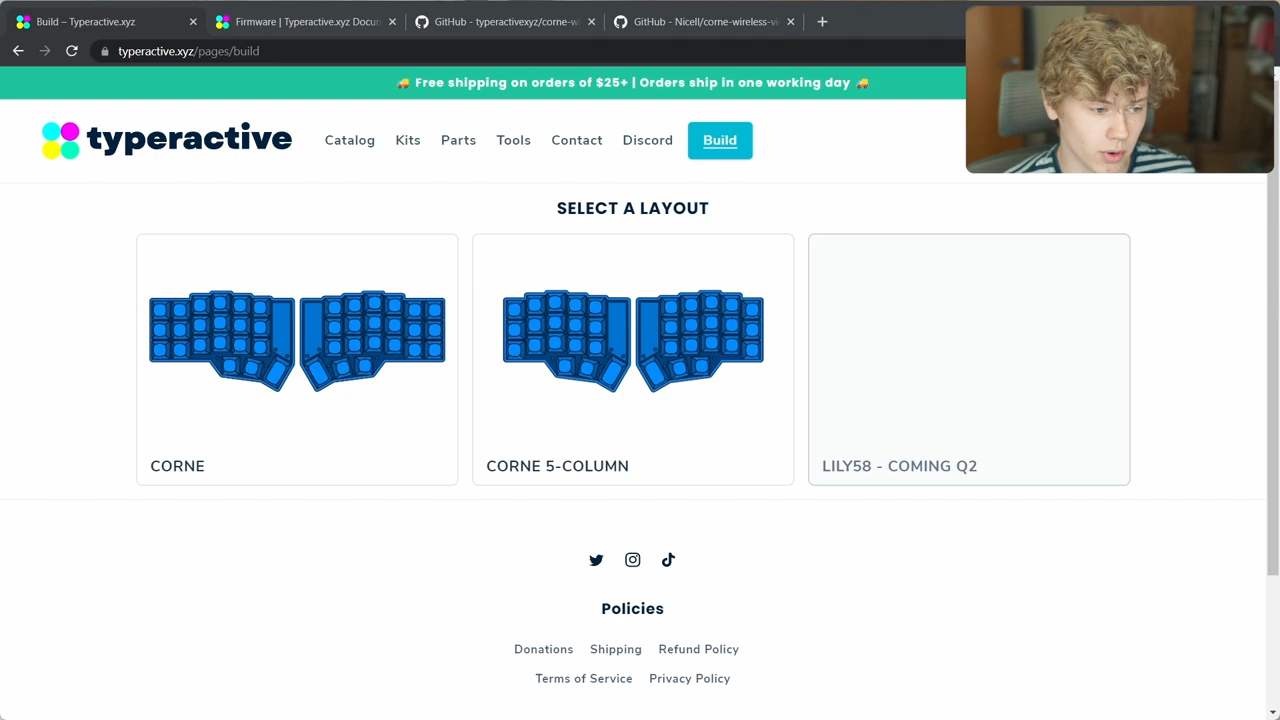 Build – Typeractive.xyz
Firmware | Typeractive.xyz Docun
GitHub - typeractivexyz/corne-wi
GitHub - Nicell/corne-wireless-vi
typeractive.xyz/pages/build
🚚 Free shipping on orders of $25+ | Orders ship in one working day 🚚
typeractive
Catalog
Kits
Parts
Tools
Contact
Discord
Build
SELECT A LAYOUT
CORNE
CORNE 5-COLUMN
LILY58 - COMING Q2
Policies
Donations
Shipping
Refund Policy
Terms of Service
Privacy Policy